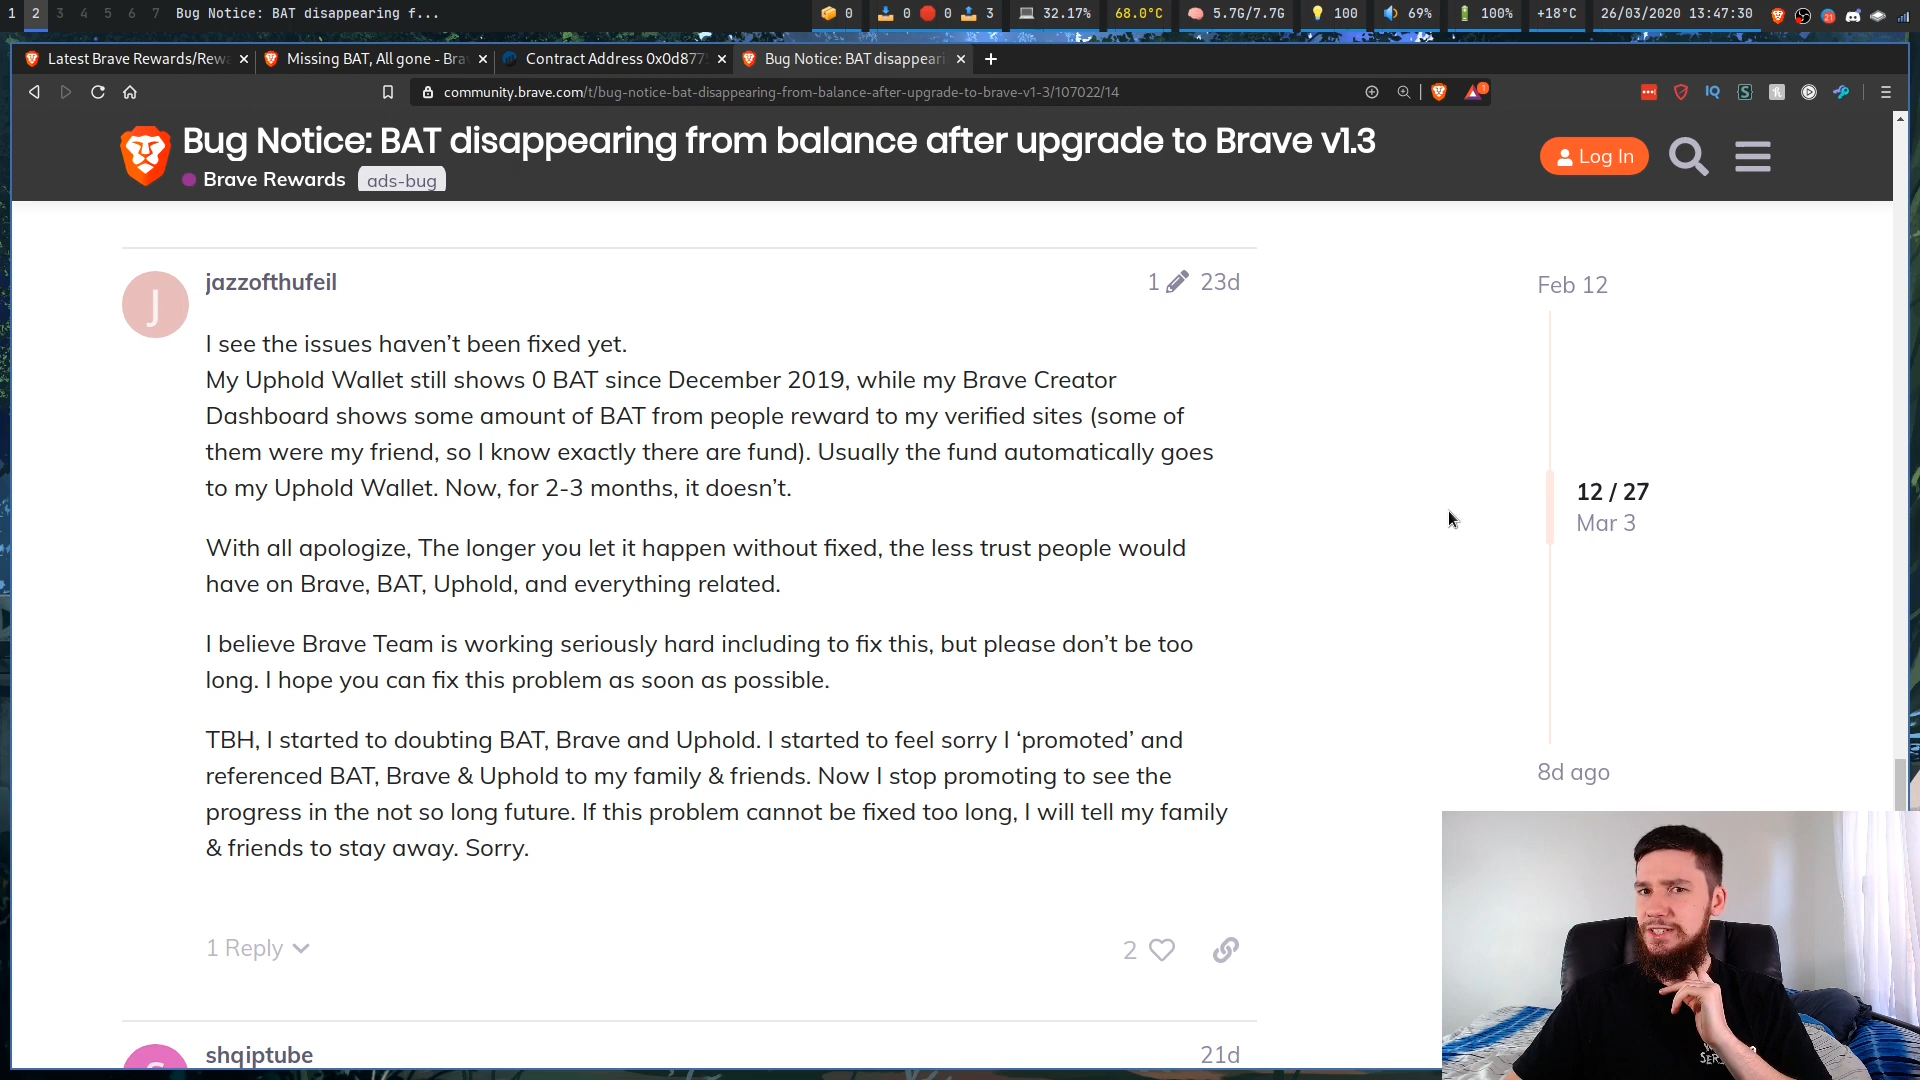 1 2 3 4 5 6 7 Bug Notice: BAT disappearing f... 0 0 0 3 32.17% 68.0°C 5.7G/7.7G 100 69% 100% +18°C 26/03/2020 13:47:30
Latest Brave Rewards/Rewa Missing BAT, All gone - Bra Contract Address 0x0d877 Bug Notice: BAT disappeari
community.brave.com/t/bug-notice-bat-disappearing-from-balance-after-upgrade-to-brave-v1-3/107022/14
Bug Notice: BAT disappearing from balance after upgrade to Brave v1.3
Brave Rewards ads-bug
Log In
jazzofthufeil 1 23d
J
I see the issues haven't been fixed yet.
My Uphold Wallet still shows 0 BAT since December 2019, while my Brave Creator
Dashboard shows some amount of BAT from people reward to my verified sites (some of
them were my friend, so I know exactly there are fund). Usually the fund automatically goes
to my Uphold Wallet. Now, for 2-3 months, it doesn't.
With all apologize, The longer you let it happen without fixed, the less trust people would
have on Brave, BAT, Uphold, and everything related.
I believe Brave Team is working seriously hard including to fix this, but please don't be too
long. I hope you can fix this problem as soon as possible.
TBH, I started to doubting BAT, Brave and Uphold. I started to feel sorry I 'promoted' and
referenced BAT, Brave & Uphold to my family & friends. Now I stop promoting to see the
progress in the not so long future. If this problem cannot be fixed too long, I will tell my family
& friends to stay away. Sorry.
1 Reply 2
shqiptube 21d
Feb 12
12 / 27
Mar 3
8d ago